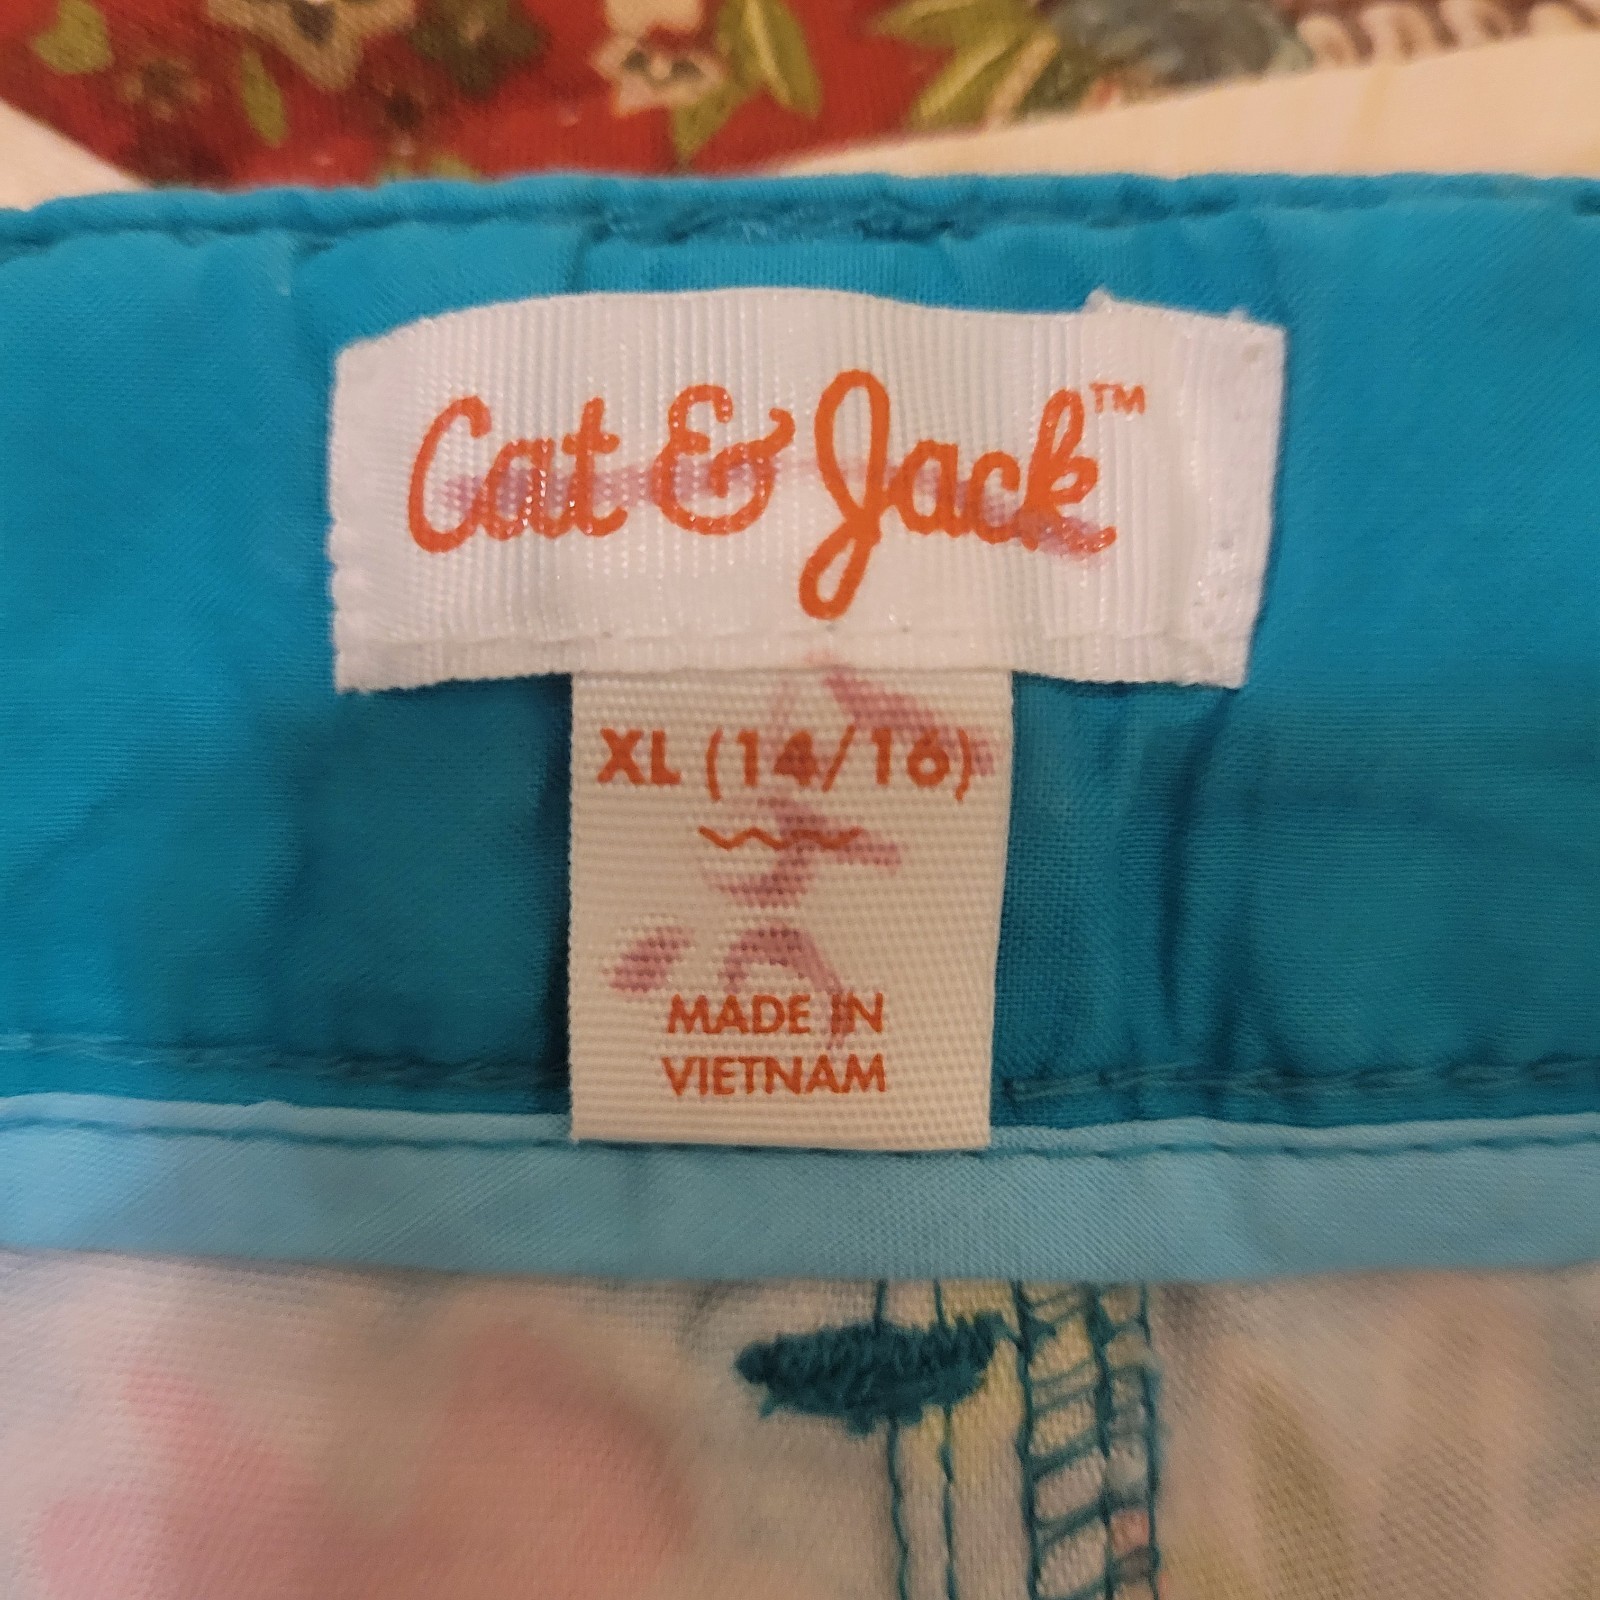 Cat & Jack™
XL (14/16)
MADE IN
VIETNAM